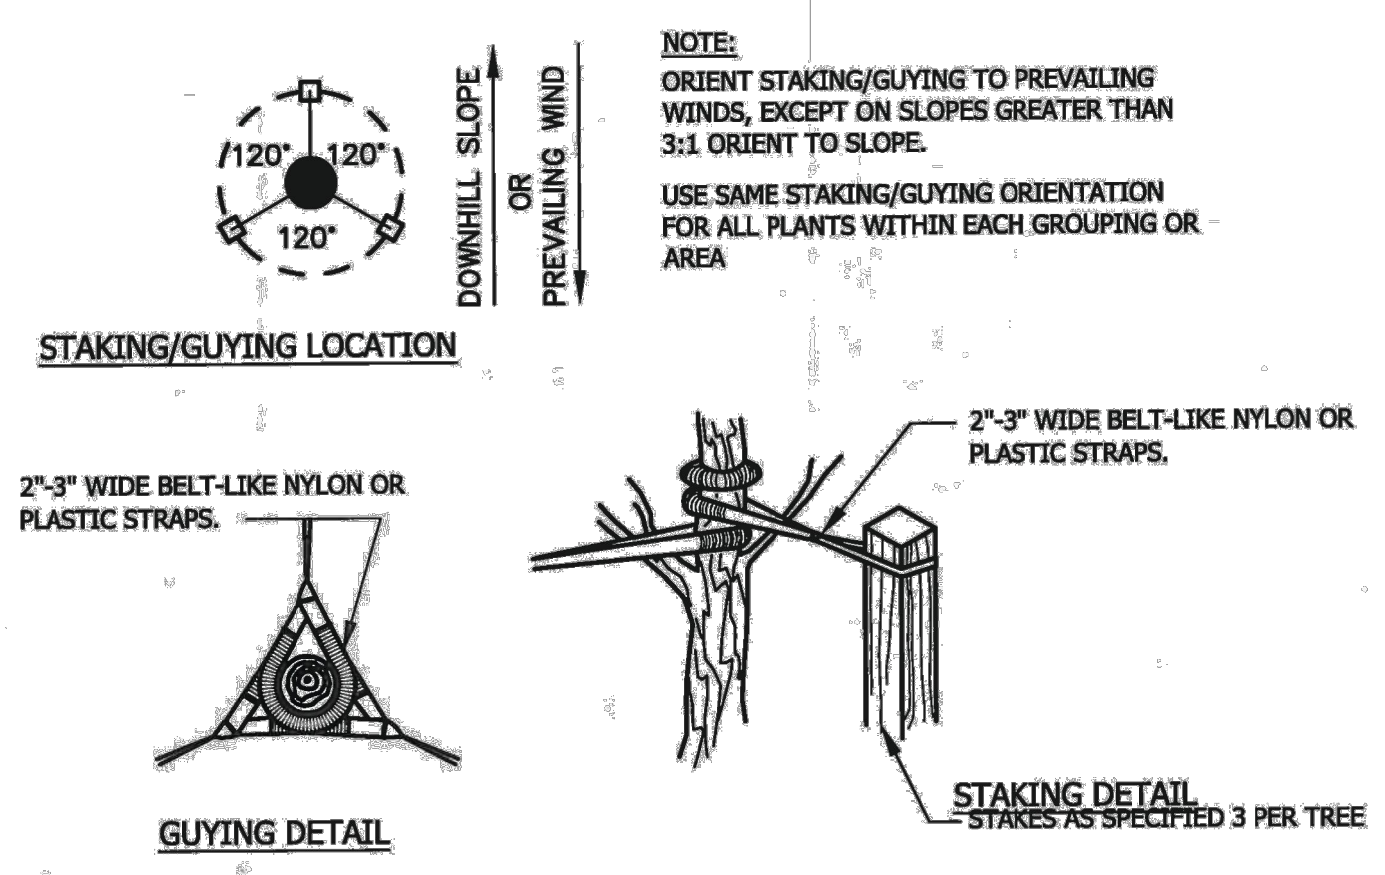 NOTE:
ORIENT STAKING/GUYING TO PREVAILING
WINDS, EXCEPT ON SLOPES GREATER THAN
3:1 ORIENT TO SLOPE.
USE SAME STAKING/GUYING ORIENTATION
FOR ALL PLANTS WITHIN EACH GROUPING OR
AREA
120° 120°
120°
DOWNHILL SLOPE
OR
PREVAILING WIND
STAKING/GUYING LOCATION
2"-3" WIDE BELT-LIKE NYLON OR
PLASTIC STRAPS.
2"-3" WIDE BELT-LIKE NYLON OR
PLASTIC STRAPS.
GUYING DETAIL
STAKING DETAIL
STAKES AS SPECIFIED 3 PER TREE